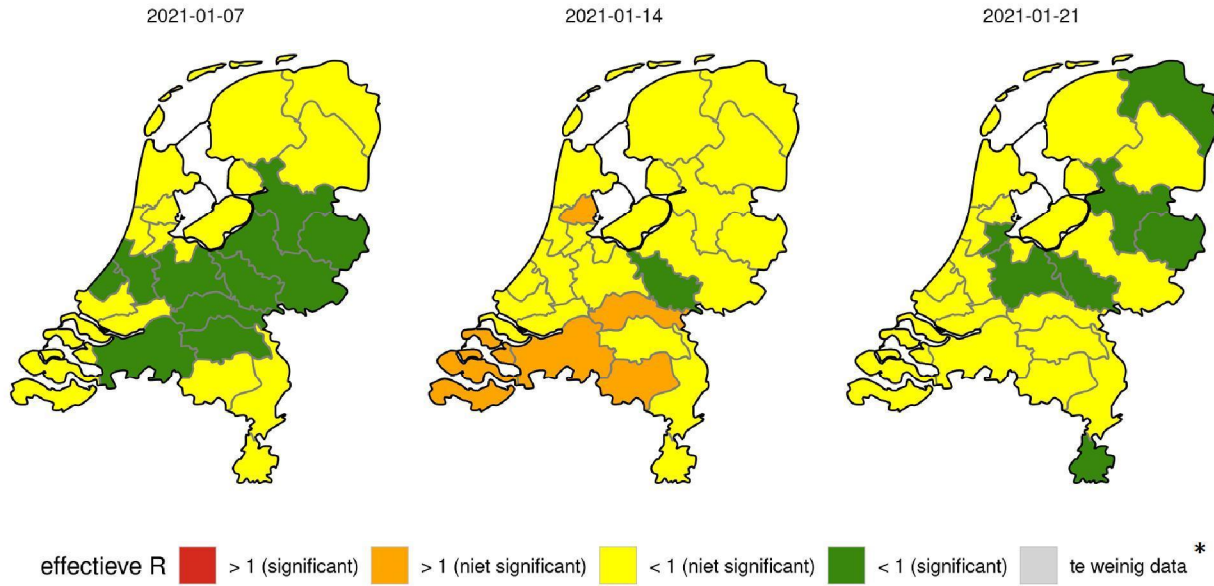 2021-01-07 2021-01-14 2021-01-21
effectieve R > 1 (significant) > 1 (niet significant) < 1 (niet significant) < 1 (significant) te weinig data *